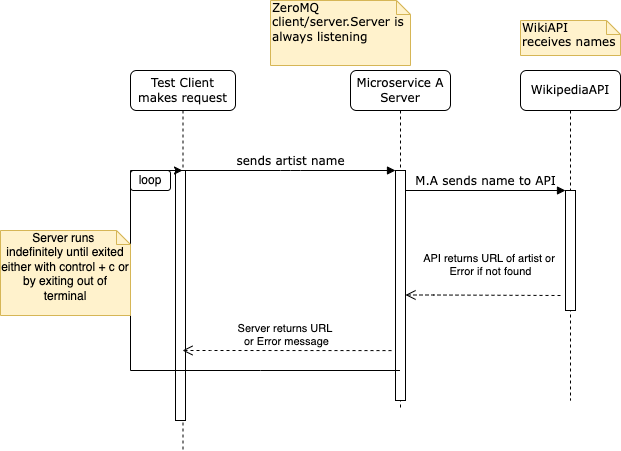 ZeroMQ
client/server.Server is
always listening
WikiAPI
receives names
Test Client
makes request
Microservice A
Server
WikipediaAPI
sends artist name
loop
M.A sends name to API
Server runs
indefinitely until exited
either with control + c or
by exiting out of
terminal
API returns URL of artist or
Error if not found
Server returns URL
or Error message